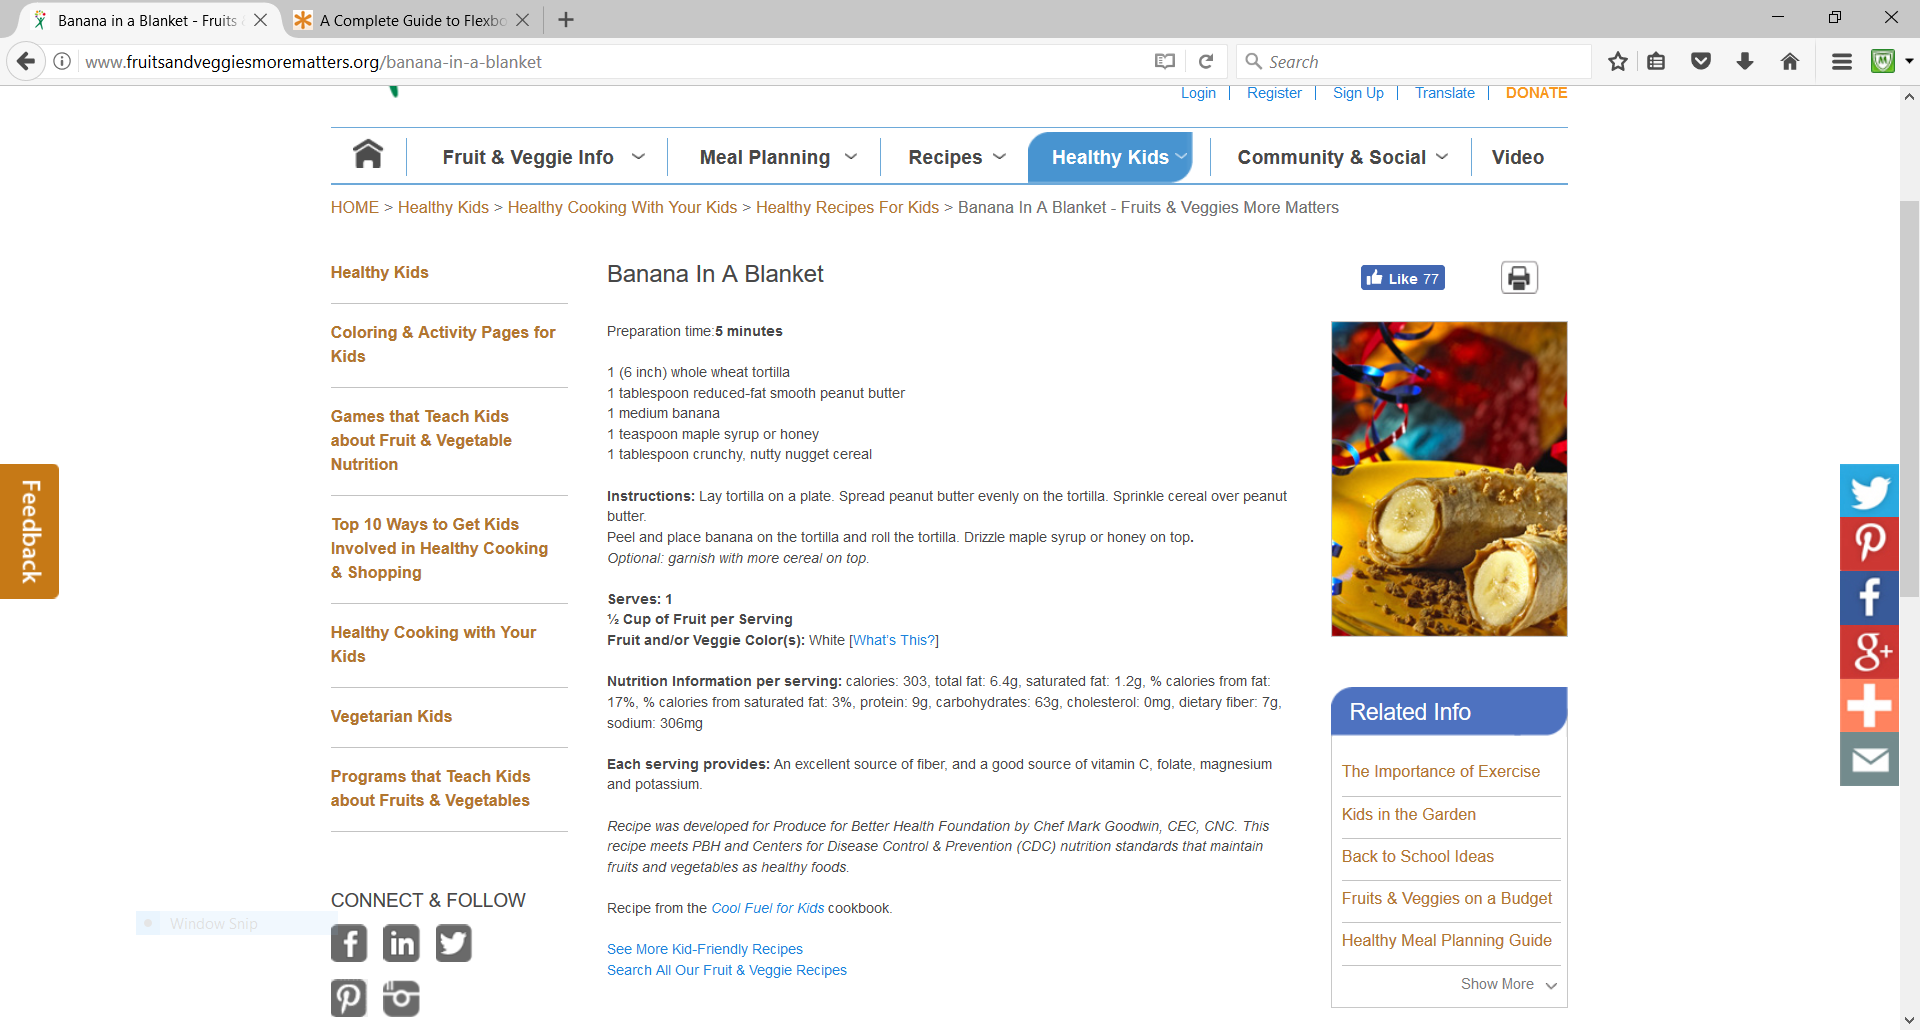 Banana in a Blanket - Fruits
A Complete Guide to Flexbo
www.fruitsandveggiesmorematters.org/banana-in-a-blanket
Search
Login | Register | Sign Up | Translate | DONATE
Fruit & Veggie Info
Meal Planning
Recipes
Healthy Kids
Community & Social
Video
HOME > Healthy Kids > Healthy Cooking With Your Kids > Healthy Recipes For Kids > Banana In A Blanket - Fruits & Veggies More Matters
Healthy Kids
Coloring & Activity Pages for
Kids
Games that Teach Kids
about Fruit & Vegetable
Nutrition
Top 10 Ways to Get Kids
Involved in Healthy Cooking
& Shopping
Healthy Cooking with Your
Kids
Vegetarian Kids
Programs that Teach Kids
about Fruits & Vegetables
CONNECT & FOLLOW
Feedback
Window Snip
Banana In A Blanket
Like 77
Preparation time:5 minutes
1 (6 inch) whole wheat tortilla
1 tablespoon reduced-fat smooth peanut butter
1 medium banana
1 teaspoon maple syrup or honey
1 tablespoon crunchy, nutty nugget cereal
Instructions: Lay tortilla on a plate. Spread peanut butter evenly on the tortilla. Sprinkle cereal over peanut
butter.
Peel and place banana on the tortilla and roll the tortilla. Drizzle maple syrup or honey on top.
Optional: garnish with more cereal on top.
Serves: 1
½ Cup of Fruit per Serving
Fruit and/or Veggie Color(s): White [What's This?]
Nutrition Information per serving: calories: 303, total fat: 6.4g, saturated fat: 1.2g, % calories from fat:
17%, % calories from saturated fat: 3%, protein: 9g, carbohydrates: 63g, cholesterol: 0mg, dietary fiber: 7g,
sodium: 306mg
Each serving provides: An excellent source of fiber, and a good source of vitamin C, folate, magnesium
and potassium.
Recipe was developed for Produce for Better Health Foundation by Chef Mark Goodwin, CEC, CNC. This
recipe meets PBH and Centers for Disease Control & Prevention (CDC) nutrition standards that maintain
fruits and vegetables as healthy foods.
Recipe from the Cool Fuel for Kids cookbook.
See More Kid-Friendly Recipes
Search All Our Fruit & Veggie Recipes
Related Info
The Importance of Exercise
Kids in the Garden
Back to School Ideas
Fruits & Veggies on a Budget
Healthy Meal Planning Guide
Show More